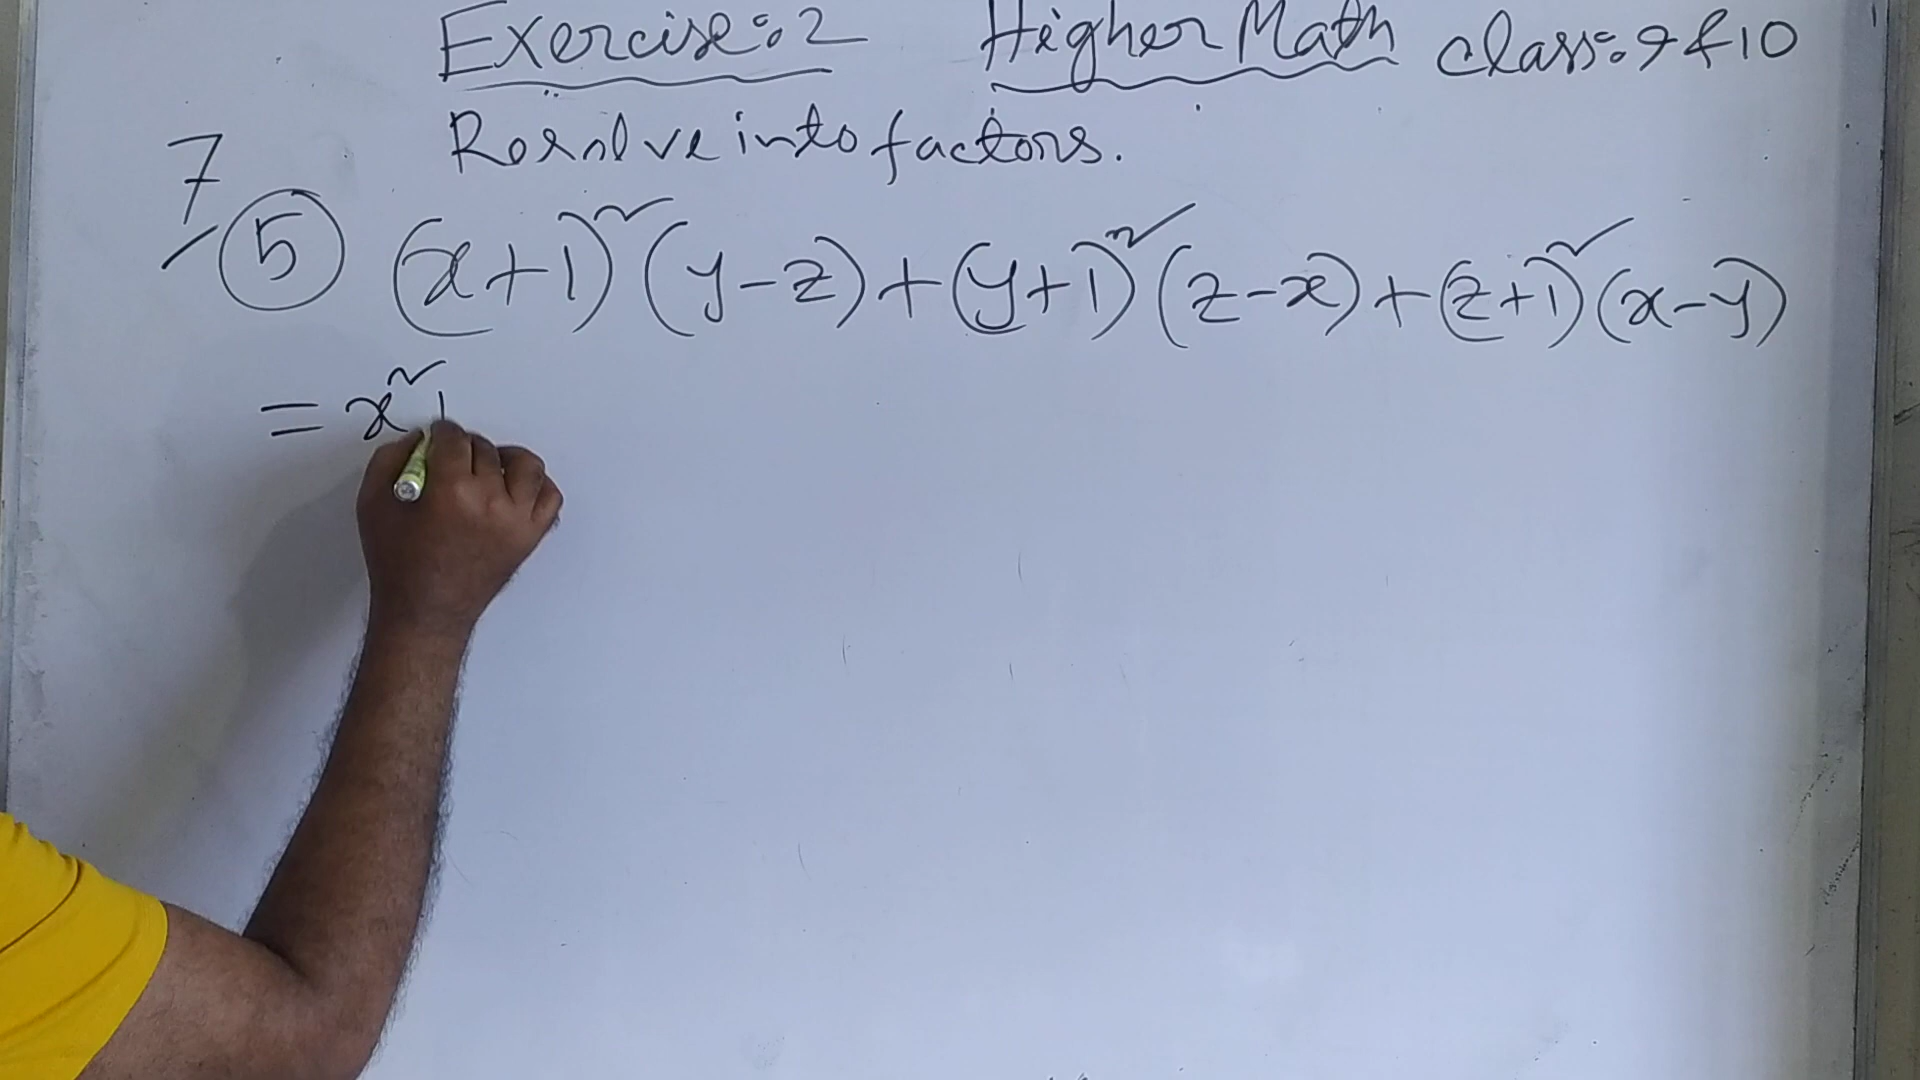 Exercise: 2 Higher Math Class: 9 & 10
Resolve into factors.
7
5 (x+1)² (y-z) + (y+1)² (z-x) + (z+1)² (x-y)
= x²